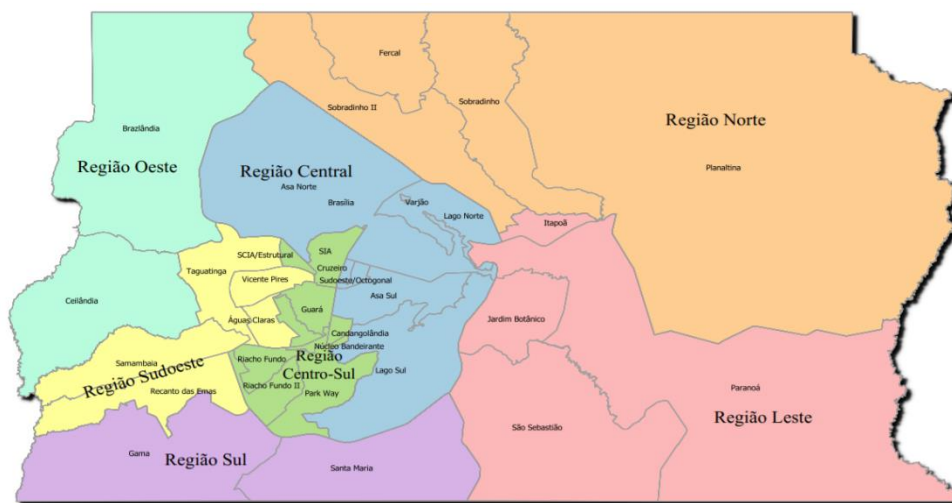 Fercal
Sobradinho
Sobradinho II
Região Norte
Planaltina
Brazlândia
Região Oeste
Região Central
Asa Norte
Brasília
Varjão
Lago Norte
Itapoã
SCIA/Estrutural
SIA
Taguatinga
Cruzeiro
Vicente Pires
Sudoeste/Octogonal
Ceilândia
Asa Sul
Guará
Águas Claras
Jardim Botânico
Candangolândia
Núcleo Bandeirante
Samambaia
Riacho Fundo
Região
Centro-Sul
Lago Sul
Região Sudoeste
Riacho Fundo II
Recanto das Emas
Park Way
Paranoá
Região Leste
São Sebastião
Gama
Região Sul
Santa Maria